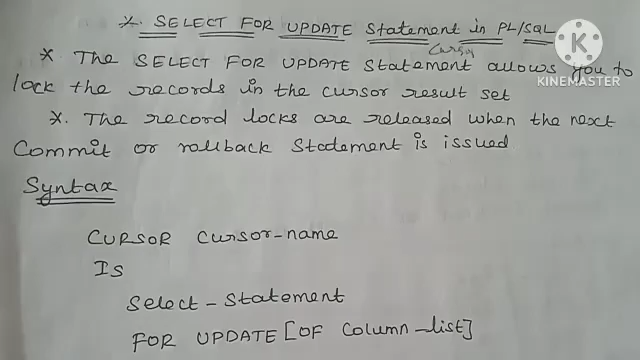 *. SELECT FOR UPDATE Statement in PL/SQL
Cursor
* The SELECT FOR UPDATE Statement allows you to
lock the records in the cursor result set
*. The record locks are released when the next
Commit or rollback Statement is issued
Syntax
CURSOR Cursor-name
IS
Select-Statement
FOR UPDATE [OF Column-list]
K
KINEMASTER